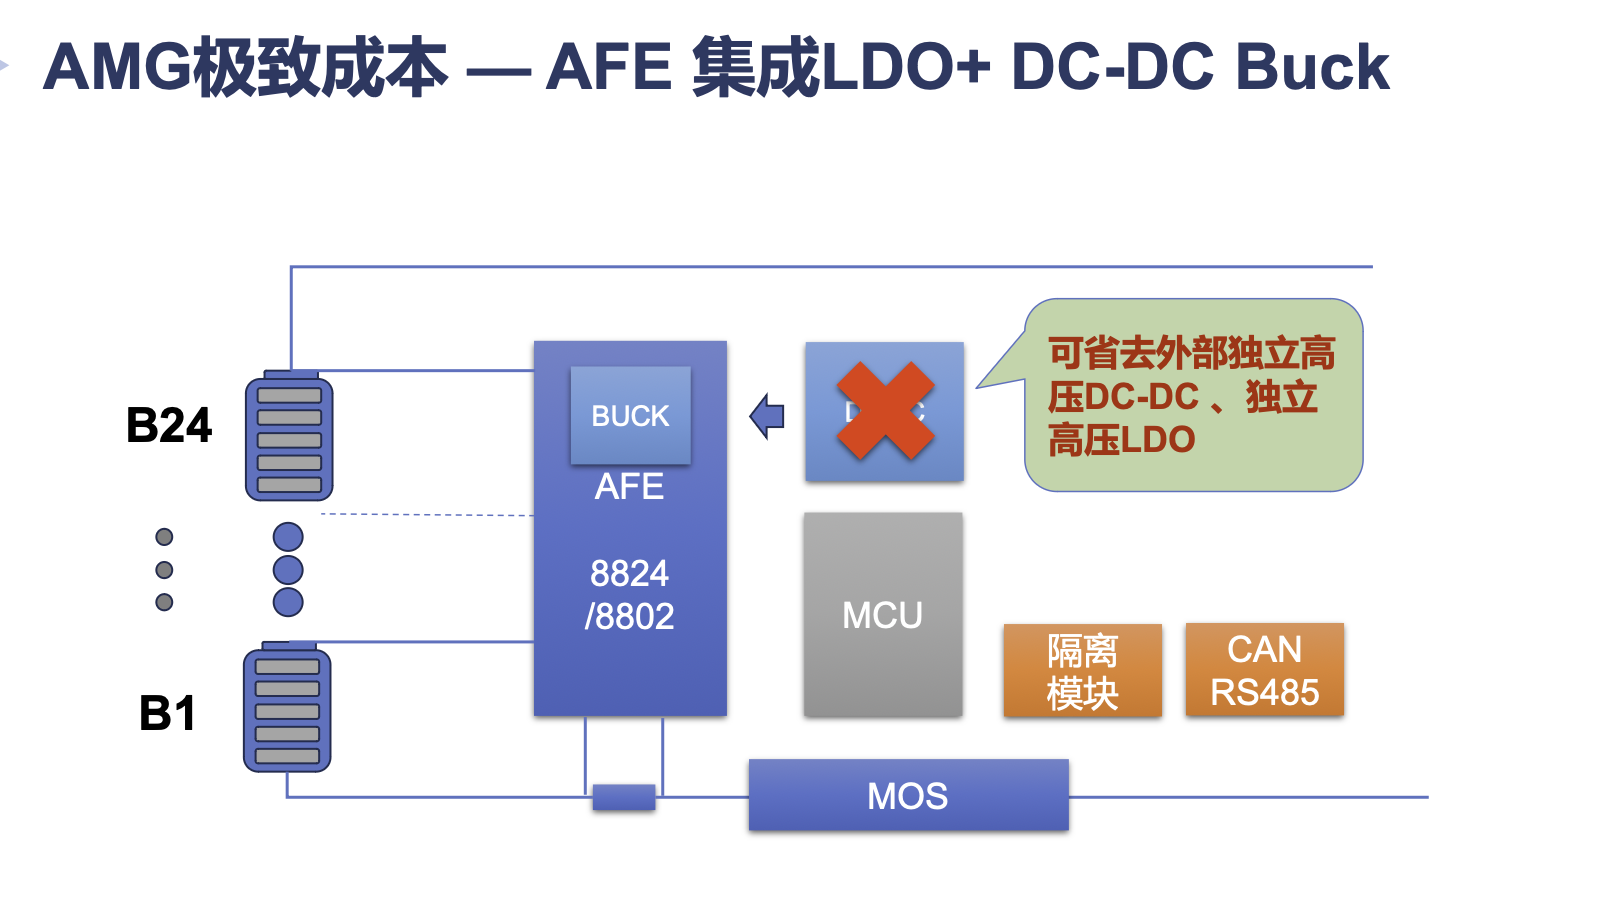 AMG极致成本 — AFE 集成LDO+ DC-DC Buck
可省去外部独立高
压DC-DC 、独立
高压LDO
B24
BUCK
AFE
8824
/8802
MCU
隔离
模块
CAN
RS485
B1
MOS